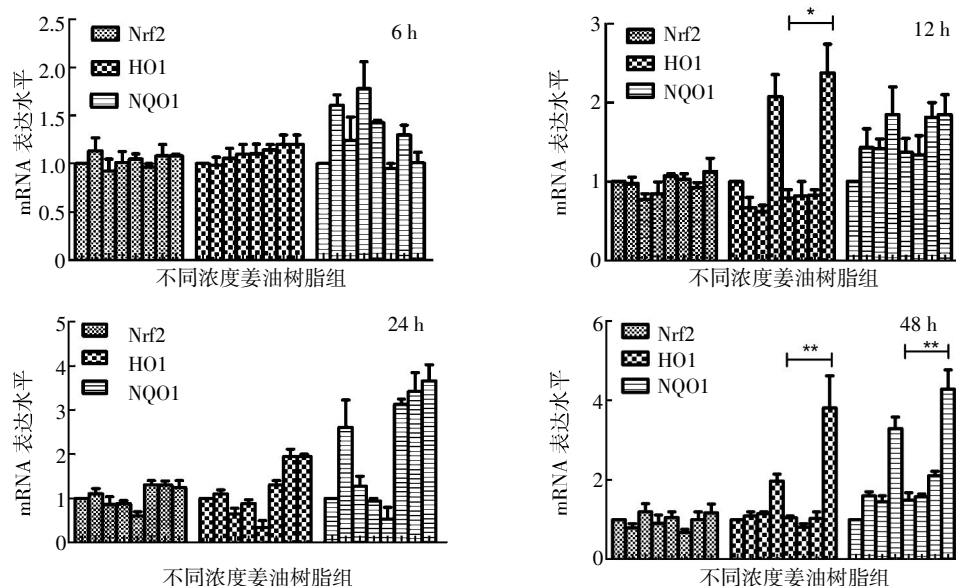 6 h
Nrf2
HO1
NQO1
mRNA 表达水平
2.5
2.0
1.5
1.0
0.5
0
不同浓度姜油树脂组
*
12 h
Nrf2
HO1
NQO1
mRNA 表达水平
3
2
1
0
不同浓度姜油树脂组
24 h
Nrf2
HO1
NQO1
mRNA 表达水平
5
4
3
2
1
0
不同浓度姜油树脂组
48 h
**
**
Nrf2
HO1
NQO1
mRNA 表达水平
6
4
2
0
不同浓度姜油树脂组